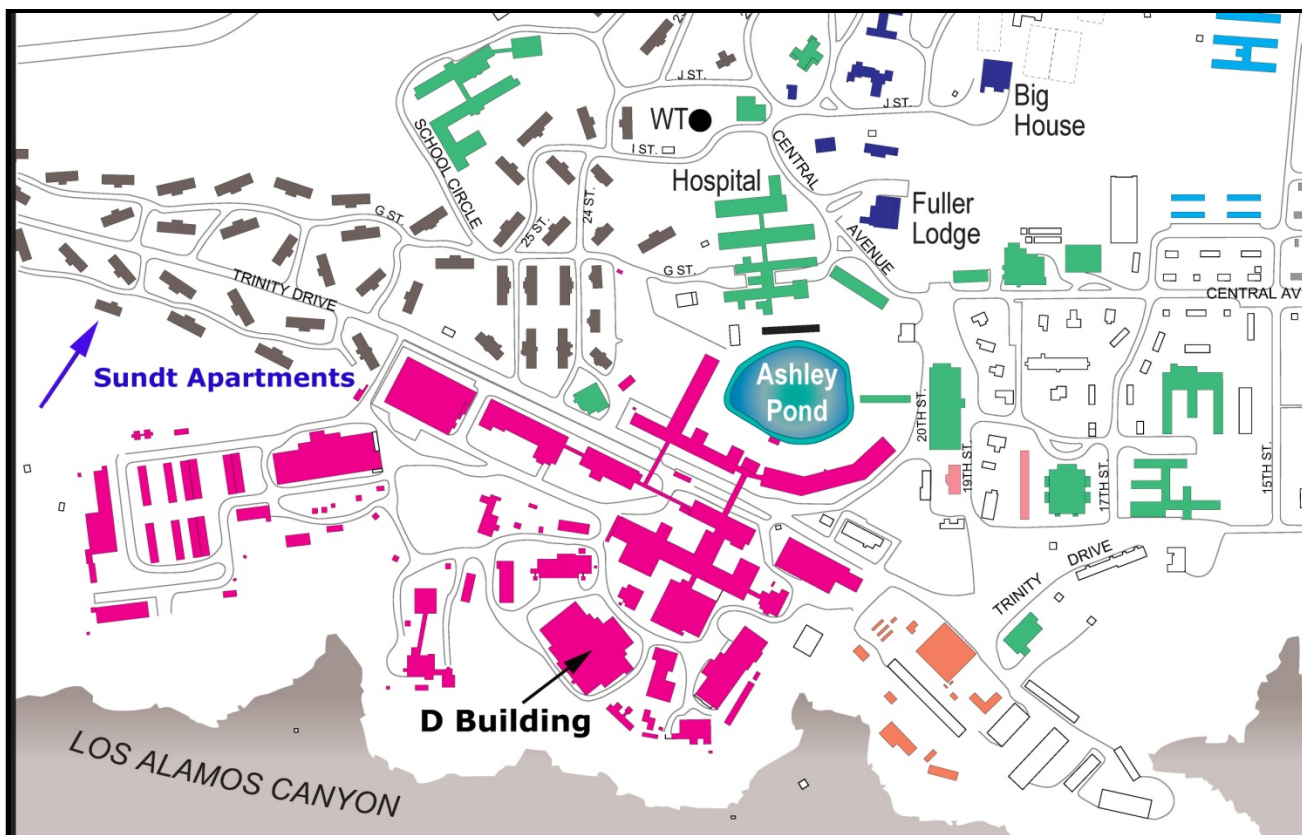 J ST.
J ST.
Big
House
WT
I ST.
SCHOOL CIRCLE
CENTRAL
AVENUE
Hospital
Fuller
Lodge
G ST.
25 ST.
24 ST.
G ST.
TRINITY DRIVE
CENTRAL AV
Sundt Apartments
Ashley
Pond
20TH ST.
19TH ST.
17TH ST.
15TH ST.
TRINITY DRIVE
D Building
LOS ALAMOS CANYON